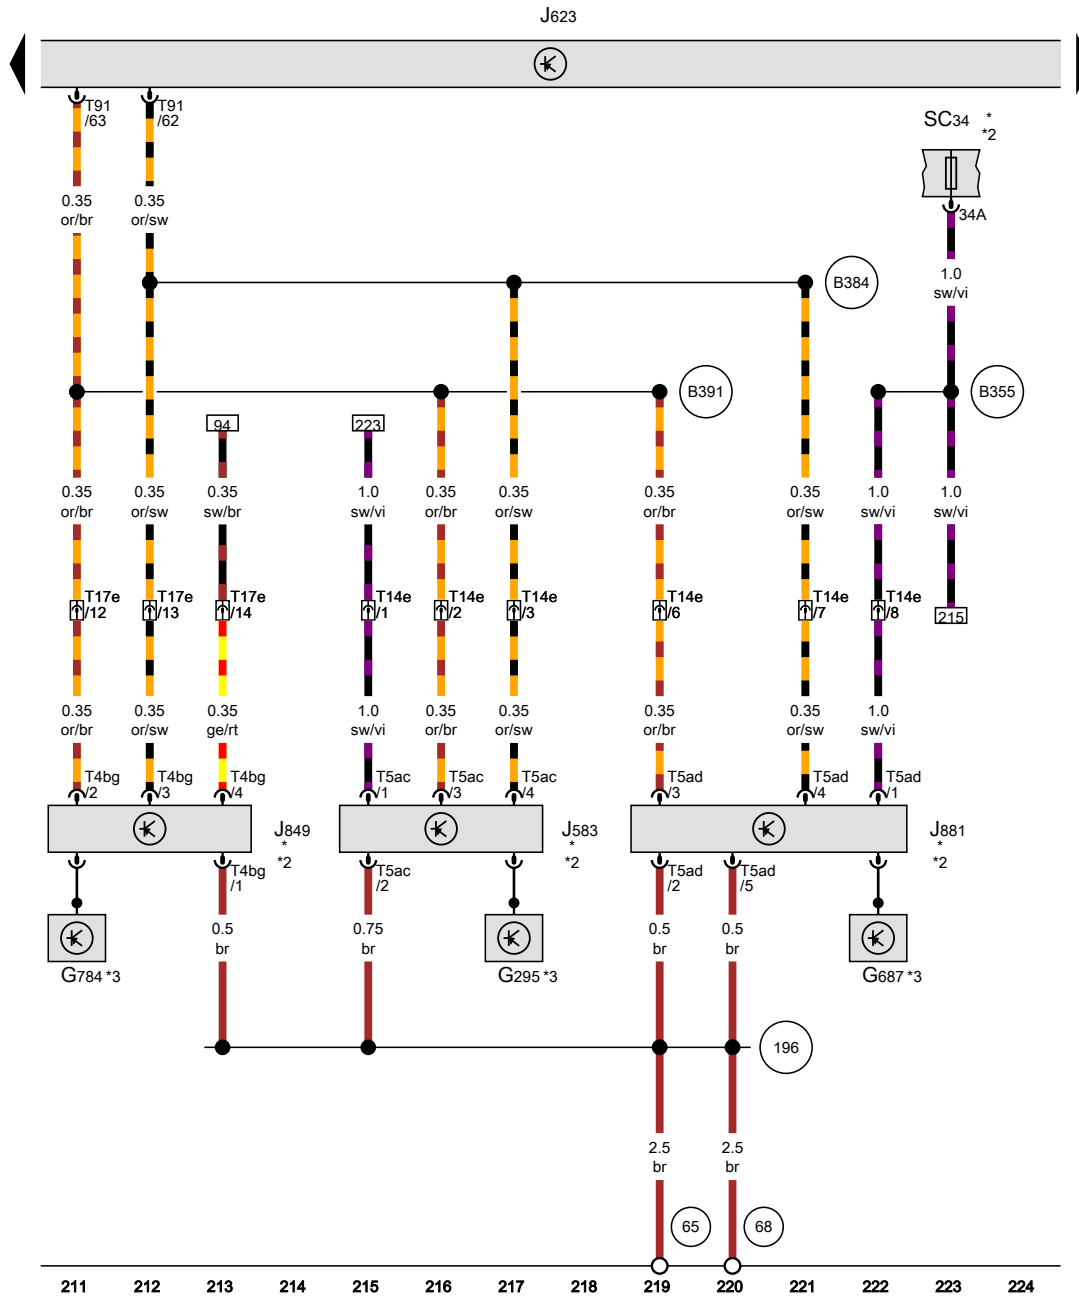 J623
T91
/63
T91
/62
SC34 *
*2
34A
0.35
or/br
0.35
or/sw
1.0
sw/vi
B384
B391
B355
94
223
0.35
or/br
0.35
or/sw
0.35
sw/br
1.0
sw/vi
0.35
or/br
0.35
or/sw
0.35
or/br
0.35
or/sw
1.0
sw/vi
1.0
sw/vi
T17e
/12
T17e
/13
T17e
/14
T14e
/1
T14e
/2
T14e
/3
T14e
/6
T14e
/7
T14e
/8
215
0.35
or/br
0.35
or/sw
0.35
ge/rt
1.0
sw/vi
0.35
or/br
0.35
or/sw
0.35
or/br
0.35
or/sw
1.0
sw/vi
T4bg
/2
T4bg
/3
T4bg
/4
T5ac
/1
T5ac
/3
T5ac
/4
T5ad
/3
T5ad
/4
T5ad
/1
J849
*
*2
J583
*
*2
J881
*
*2
T4bg
/1
T5ac
/2
T5ad
/2
T5ad
/5
0.5
br
0.75
br
0.5
br
0.5
br
G784 *3
G295 *3
G687 *3
196
2.5
br
2.5
br
65
68
211 212 213 214 215 216 217 218 219 220 221 222 223 224